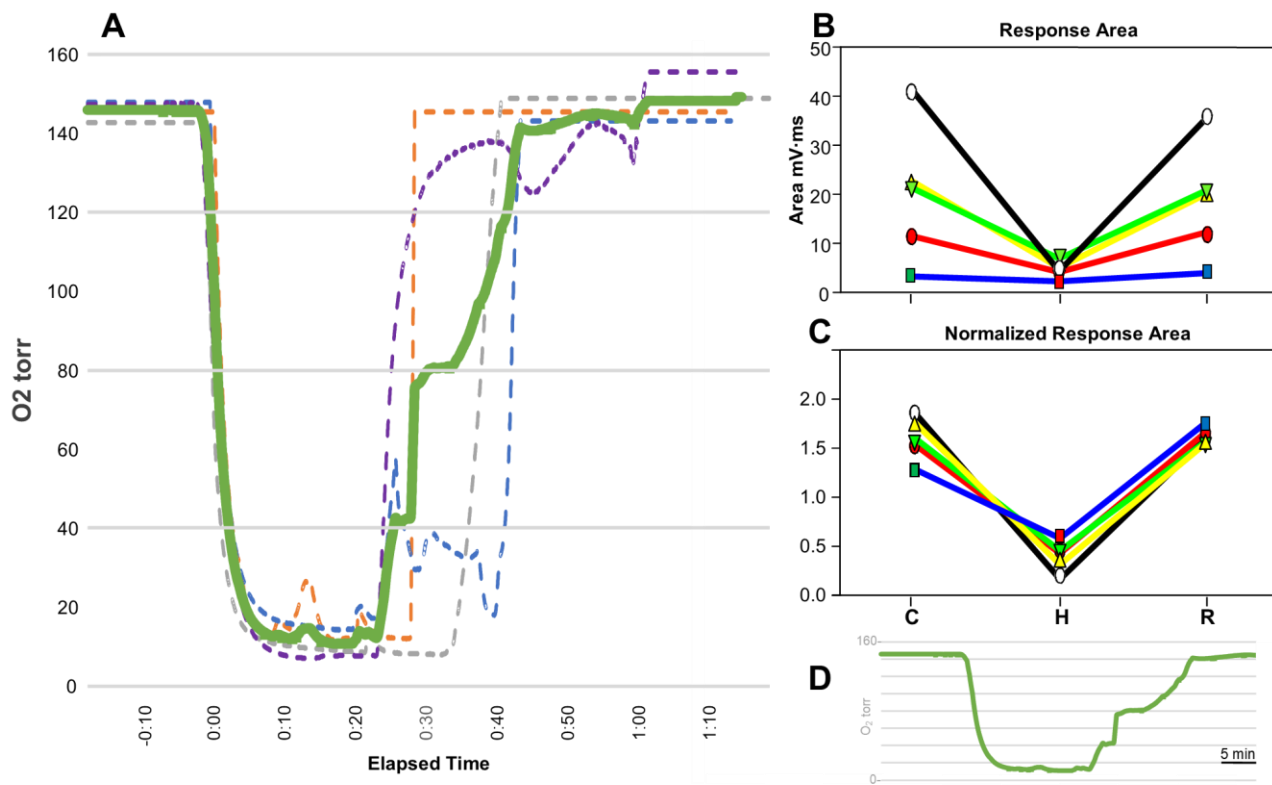 A
160
140
120
100
80
60
40
20
0
O2 torr
-0:10
0:00
0:10
0:20
0:30
0:40
0:50
1:00
1:10
Elapsed Time
B
Response Area
50
40
30
20
10
0
Area mV·ms
C
Normalized Response Area
2.0
1.5
1.0
0.5
0.0
C
H
R
D
160
O2 torr
0
5 min